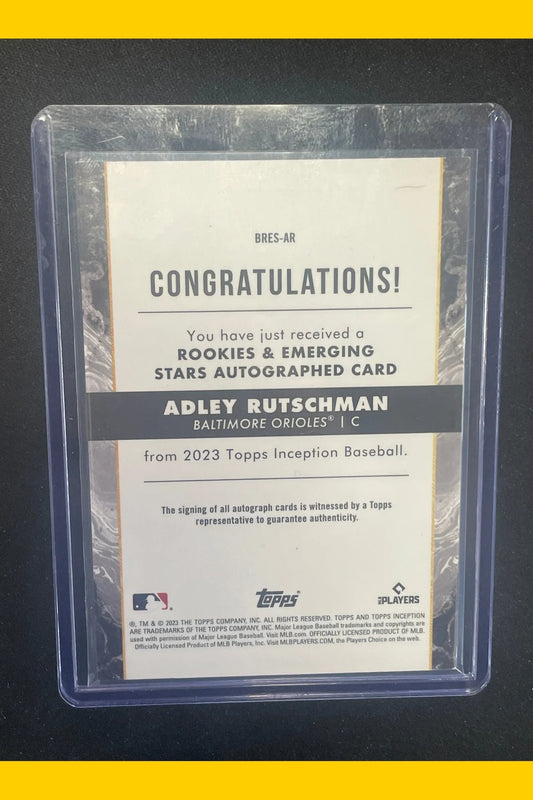 BRES-AR
CONGRATULATIONS!
You have just received a
ROOKIES & EMERGING
STARS AUTOGRAPHED CARD
ADLEY RUTSCHMAN
BALTIMORE ORIOLES® | C
from 2023 Topps Inception Baseball.
The signing of all autograph cards is witnessed by a Topps
representative to guarantee authenticity.
topps®
MLB PLAYERS
®, TM & © 2023 THE TOPPS COMPANY, INC. ALL RIGHTS RESERVED. TOPPS AND TOPPS INCEPTION
ARE TRADEMARKS OF THE TOPPS COMPANY, INC. Major League Baseball trademarks and copyrights are
used with permission of Major League Baseball. Visit MLB.com. OFFICIALLY LICENSED PRODUCT OF MLB
Officially Licensed Product of MLB Players, Inc. Visit MLBPLAYERS.COM, the Players Choice on the web.